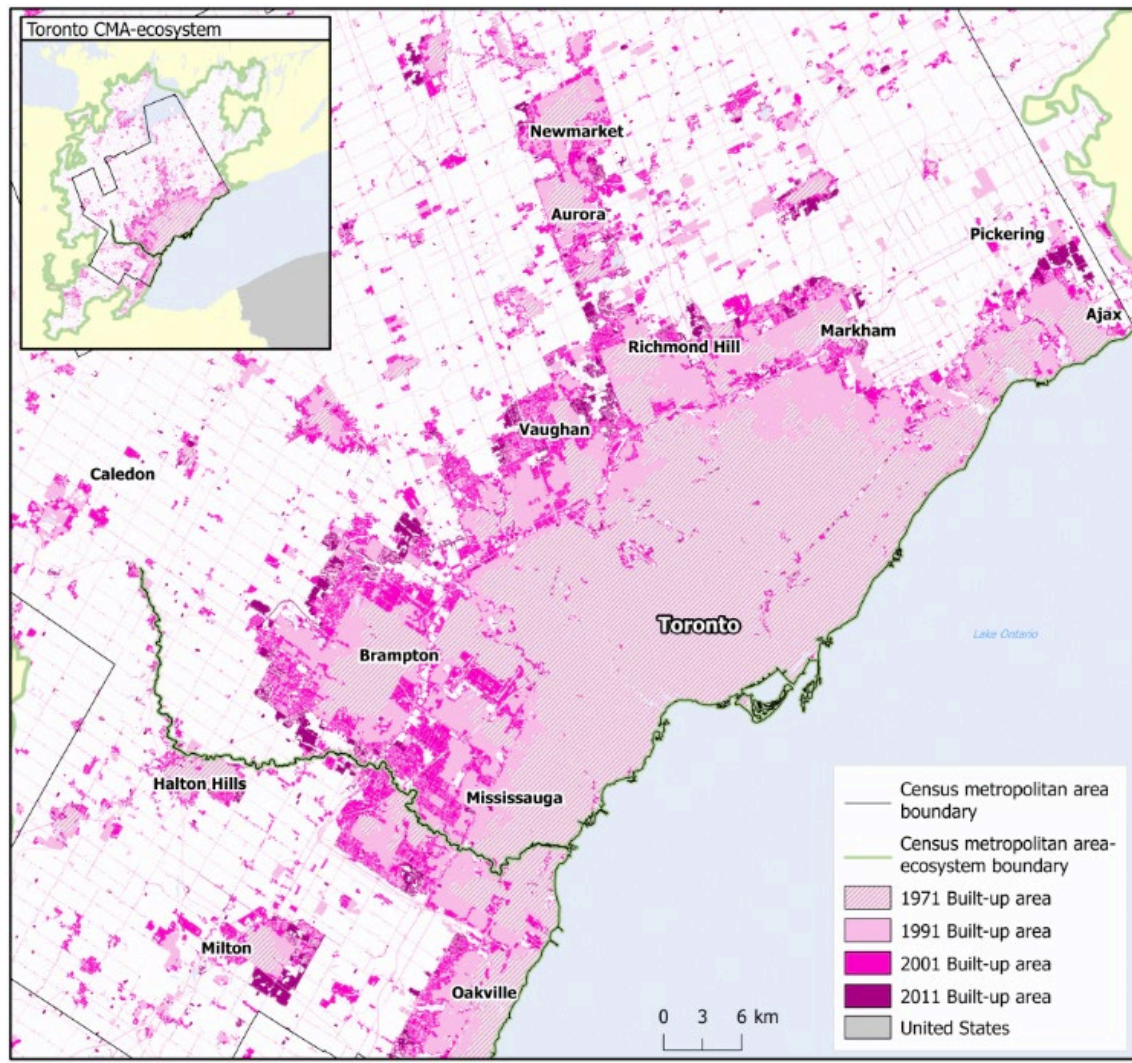 Toronto CMA-ecosystem
Newmarket
Aurora
Pickering
Ajax
Markham
Richmond Hill
Vaughan
Caledon
Toronto
Lake Ontario
Brampton
Halton Hills
Mississauga
Milton
Oakville
0 3 6 km
Census metropolitan area
boundary
Census metropolitan area-
ecosystem boundary
1971 Built-up area
1991 Built-up area
2001 Built-up area
2011 Built-up area
United States